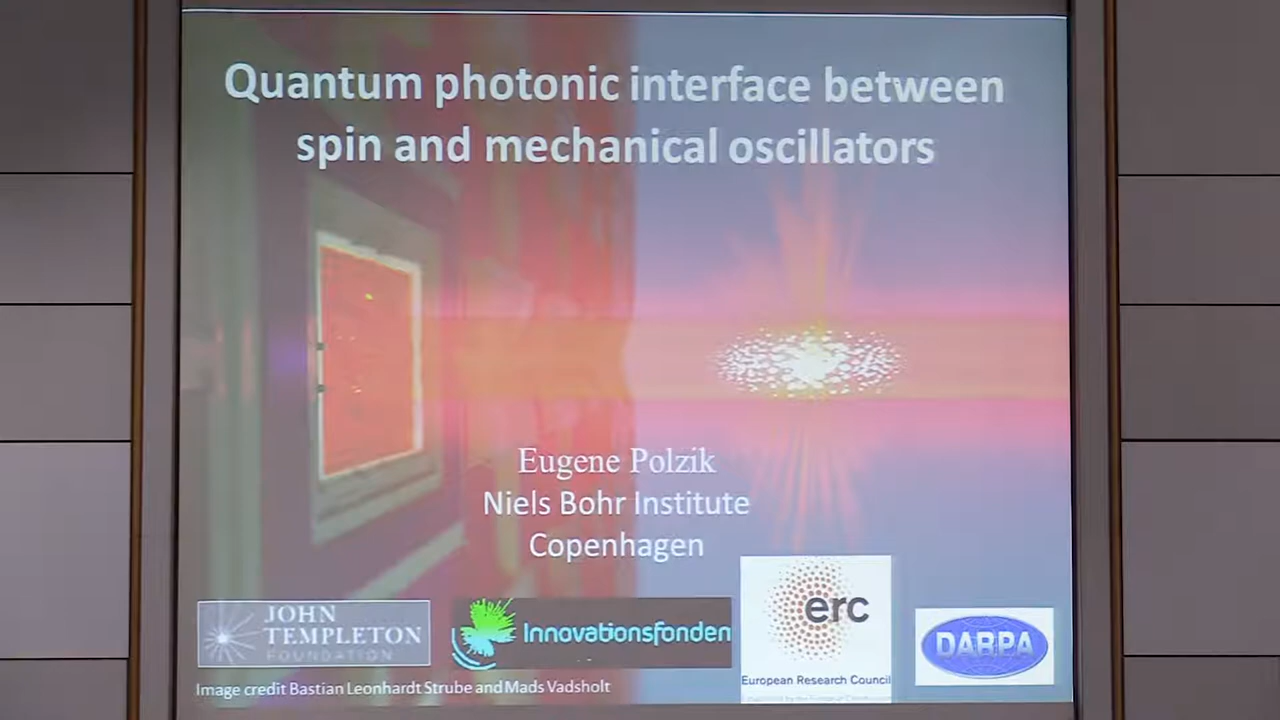 Quantum photonic interface between
spin and mechanical oscillators
Eugene Polzik
Niels Bohr Institute
Copenhagen
JOHN
TEMPLETON
FOUNDATION
Innovationsfonden
erc
European Research Council
DARPA
Image credit Bastian Leonhardt Strube and Mads Vadsholt